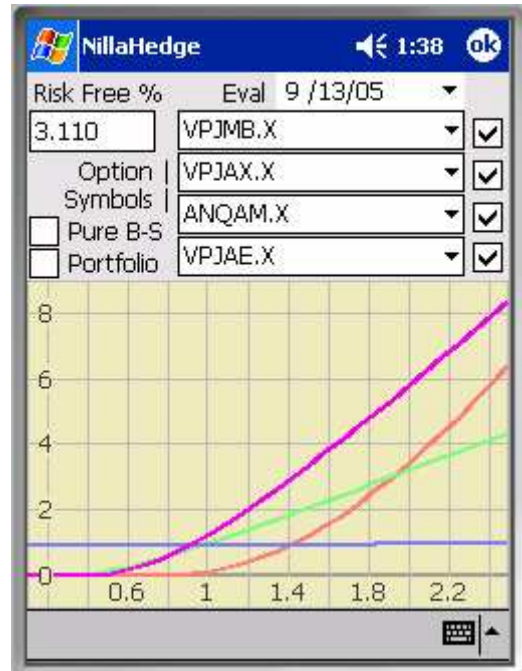 NillaHedge 1:38 ok
Risk Free % Eval 9 /13/05
3.110 VPJMB.X
Option | VPJAX.X
Symbols | ANQAM.X
Pure B-S
Portfolio VPJAE.X
8
6
4
2
0
0.6 1 1.4 1.8 2.2